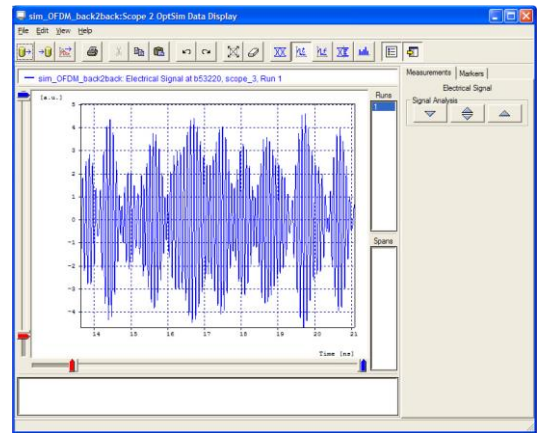 sim_OFDM_back2back:Scope 2 OptSim Data Display
File Edit View Help
sim_OFDM_back2back: Electrical Signal at b53220, scope_3, Run 1
Runs
1
Spans
Measurements Markers
Electrical Signal
Signal Analysis
[a.u.]
5
4
3
2
1
0
-1
-2
-3
-4
14 15 16 17 18 19 20 21
Time [ns]